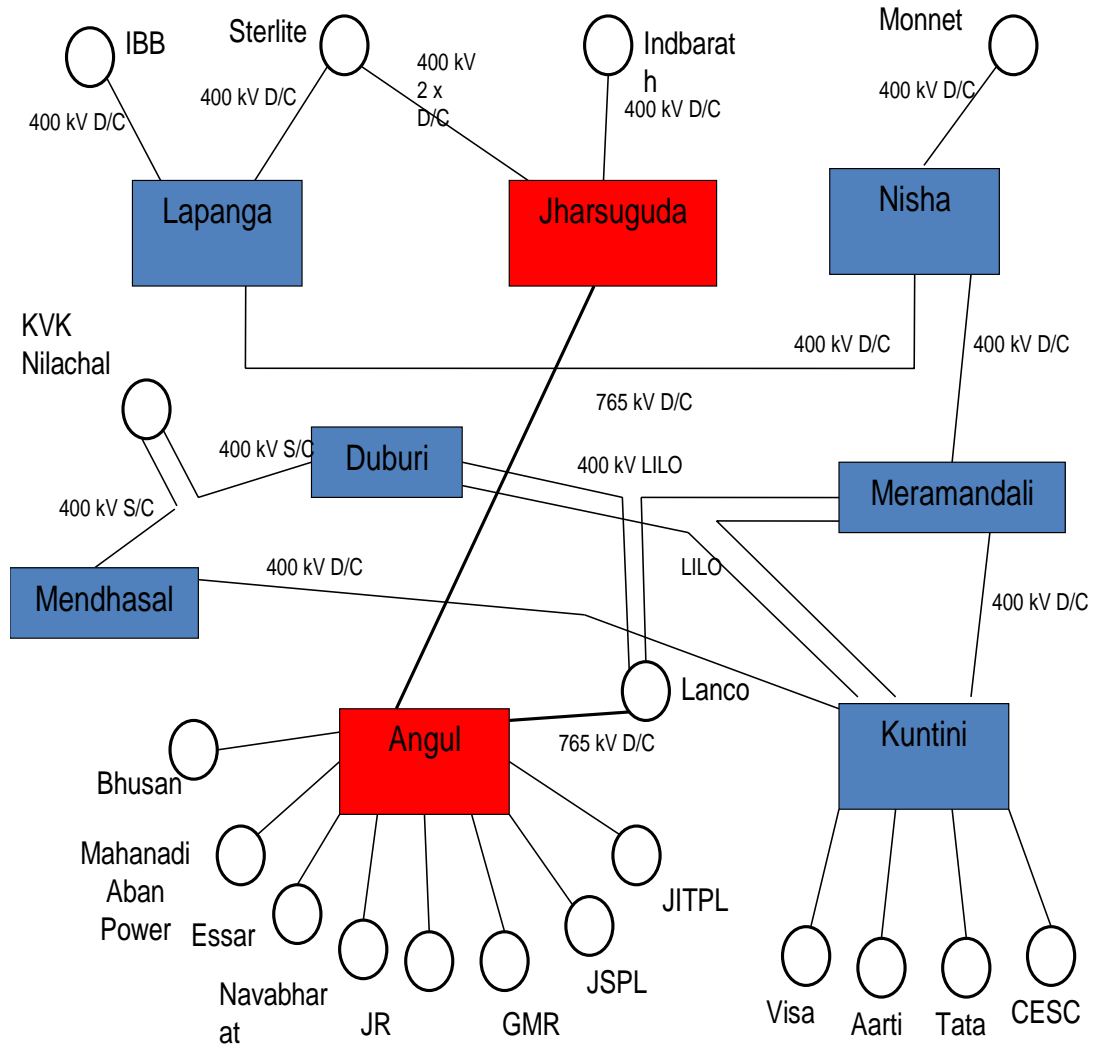 IBB
Sterlite
Indbarat
h
Monnet
400 kV
2 x
D/C
400 kV D/C
400 kV D/C
400 kV D/C
400 kV D/C
Lapanga
Jharsuguda
Nisha
KVK
Nilachal
400 kV D/C
400 kV D/C
765 kV D/C
400 kV S/C
Duburi
400 kV LILO
Meramandali
400 kV S/C
400 kV D/C
LILO
Mendhasal
400 kV D/C
Lanco
Angul
765 kV D/C
Kuntini
Bhusan
Mahanadi
Aban
Power
Essar
JITPL
Navabhar
at
JR
GMR
JSPL
Visa
Aarti
Tata
CESC